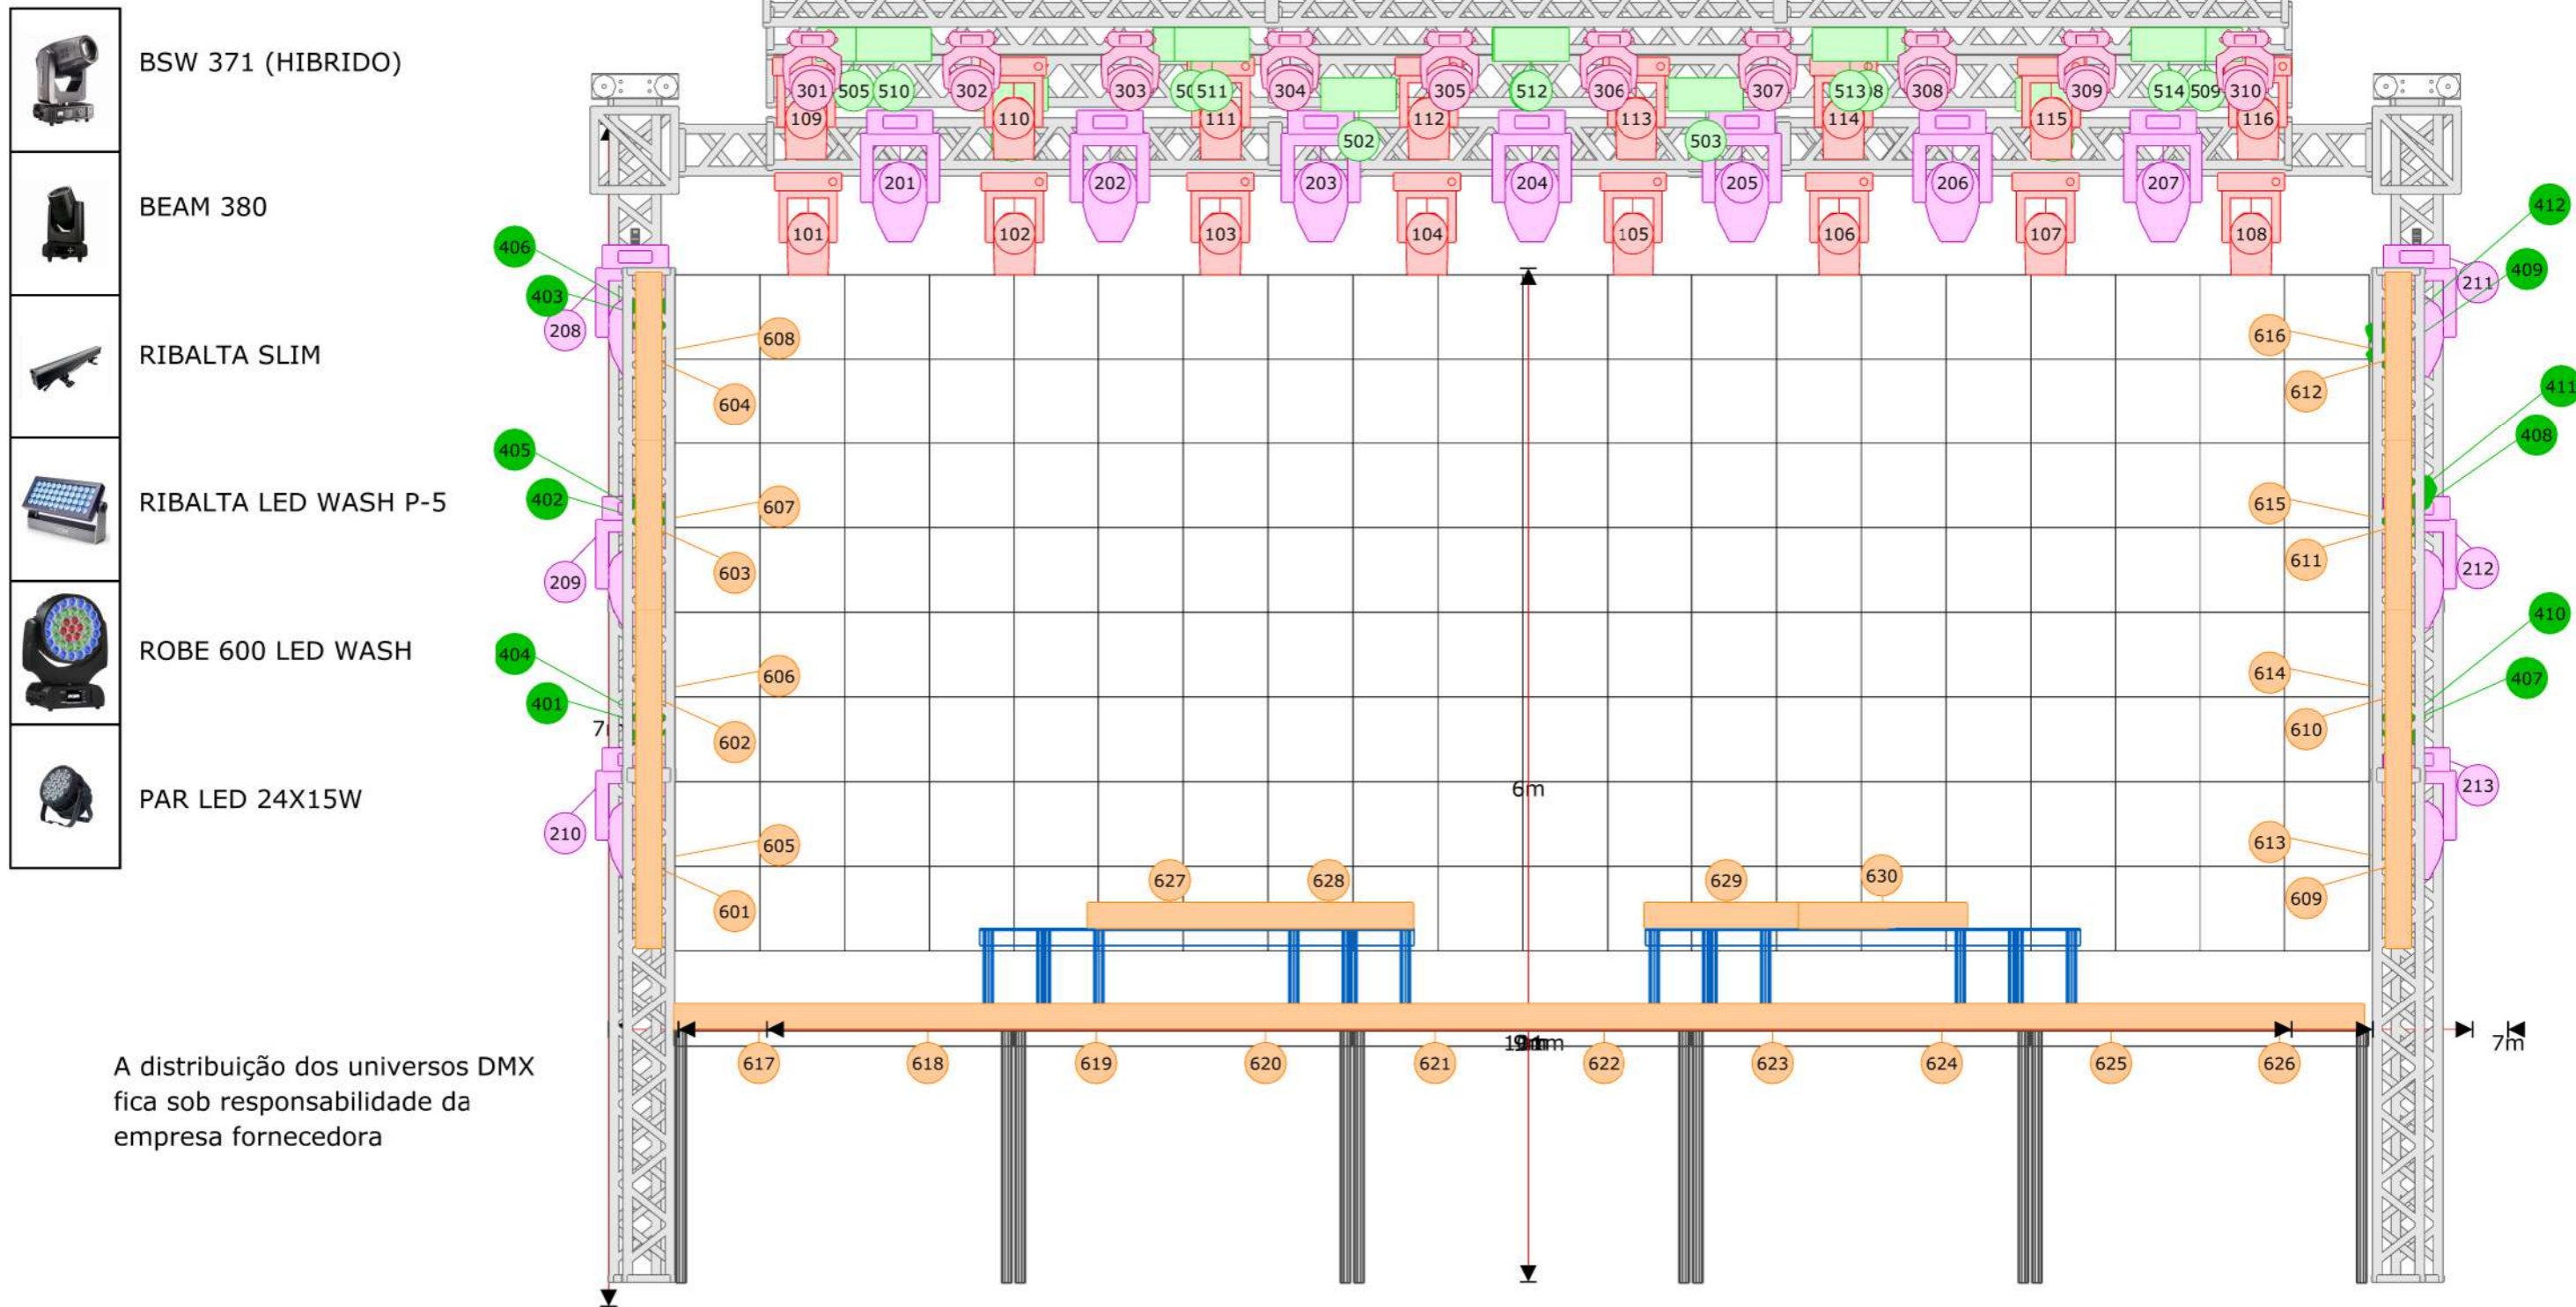 BSW 371 (HIBRIDO)
BEAM 380
RIBALTA SLIM
RIBALTA LED WASH P-5
ROBE 600 LED WASH
PAR LED 24X15W
A distribuição dos universos DMX
fica sob responsabilidade da
empresa fornecedora
301 505 510 302 303 511 304 305 512 306 307 513 308 309 514 509 310
109 110 111 112 113 114 115 116
502 503
201 202 203 204 205 206 207
101 102 103 104 105 106 107 108
412
406 409
403 211
208
608 616
604 612
411
405 408
402
607 615
603 611
209 212
410
404
606 614
401 407
602 610
6m
210 213
605 613
627 628 629 630
601 609
7m
617 618 619 620 621 622 623 624 625 626